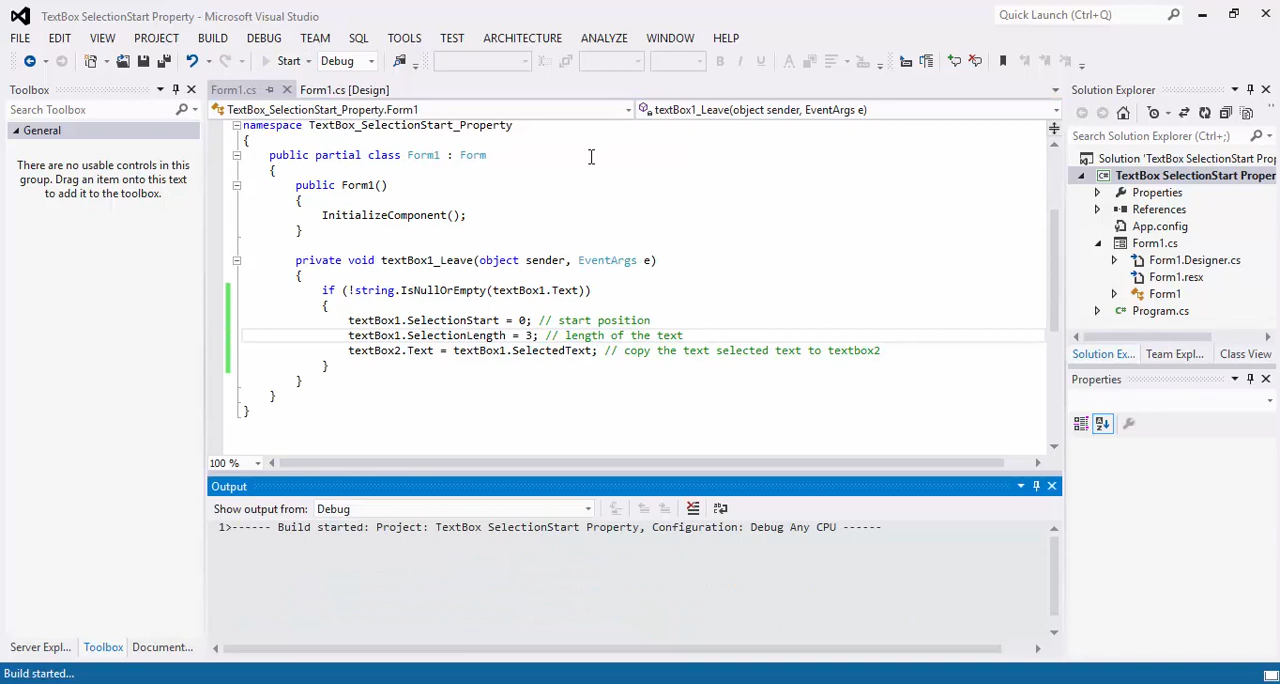 TextBox SelectionStart Property - Microsoft Visual Studio
Quick Launch (Ctrl+Q)
FILE EDIT VIEW PROJECT BUILD DEBUG TEAM SQL TOOLS TEST ARCHITECTURE ANALYZE WINDOW HELP
Start Debug
Toolbox
Search Toolbox
General
There are no usable controls in this
group. Drag an item onto this text
to add it to the toolbox.
Server Expl... Toolbox Document...
Form1.cs Form1.cs [Design]
TextBox_SelectionStart_Property.Form1 textBox1_Leave(object sender, EventArgs e)
namespace TextBox_SelectionStart_Property
{
public partial class Form1 : Form
{
public Form1()
{
InitializeComponent();
}
private void textBox1_Leave(object sender, EventArgs e)
{
if (!string.IsNullOrEmpty(textBox1.Text))
{
textBox1.SelectionStart = 0; // start position
textBox1.SelectionLength = 3; // length of the text
textBox2.Text = textBox1.SelectedText; // copy the text selected text to textbox2
}
}
}
}
100 %
Output
Show output from: Debug
1>------ Build started: Project: TextBox SelectionStart Property, Configuration: Debug Any CPU ------
Solution Explorer
Search Solution Explorer (Ctrl+;)
Solution 'TextBox SelectionStart Prop
TextBox SelectionStart Proper
Properties
References
App.config
Form1.cs
Form1.Designer.cs
Form1.resx
Form1
Program.cs
Solution Ex... Team Expl... Class View
Properties
Build started...